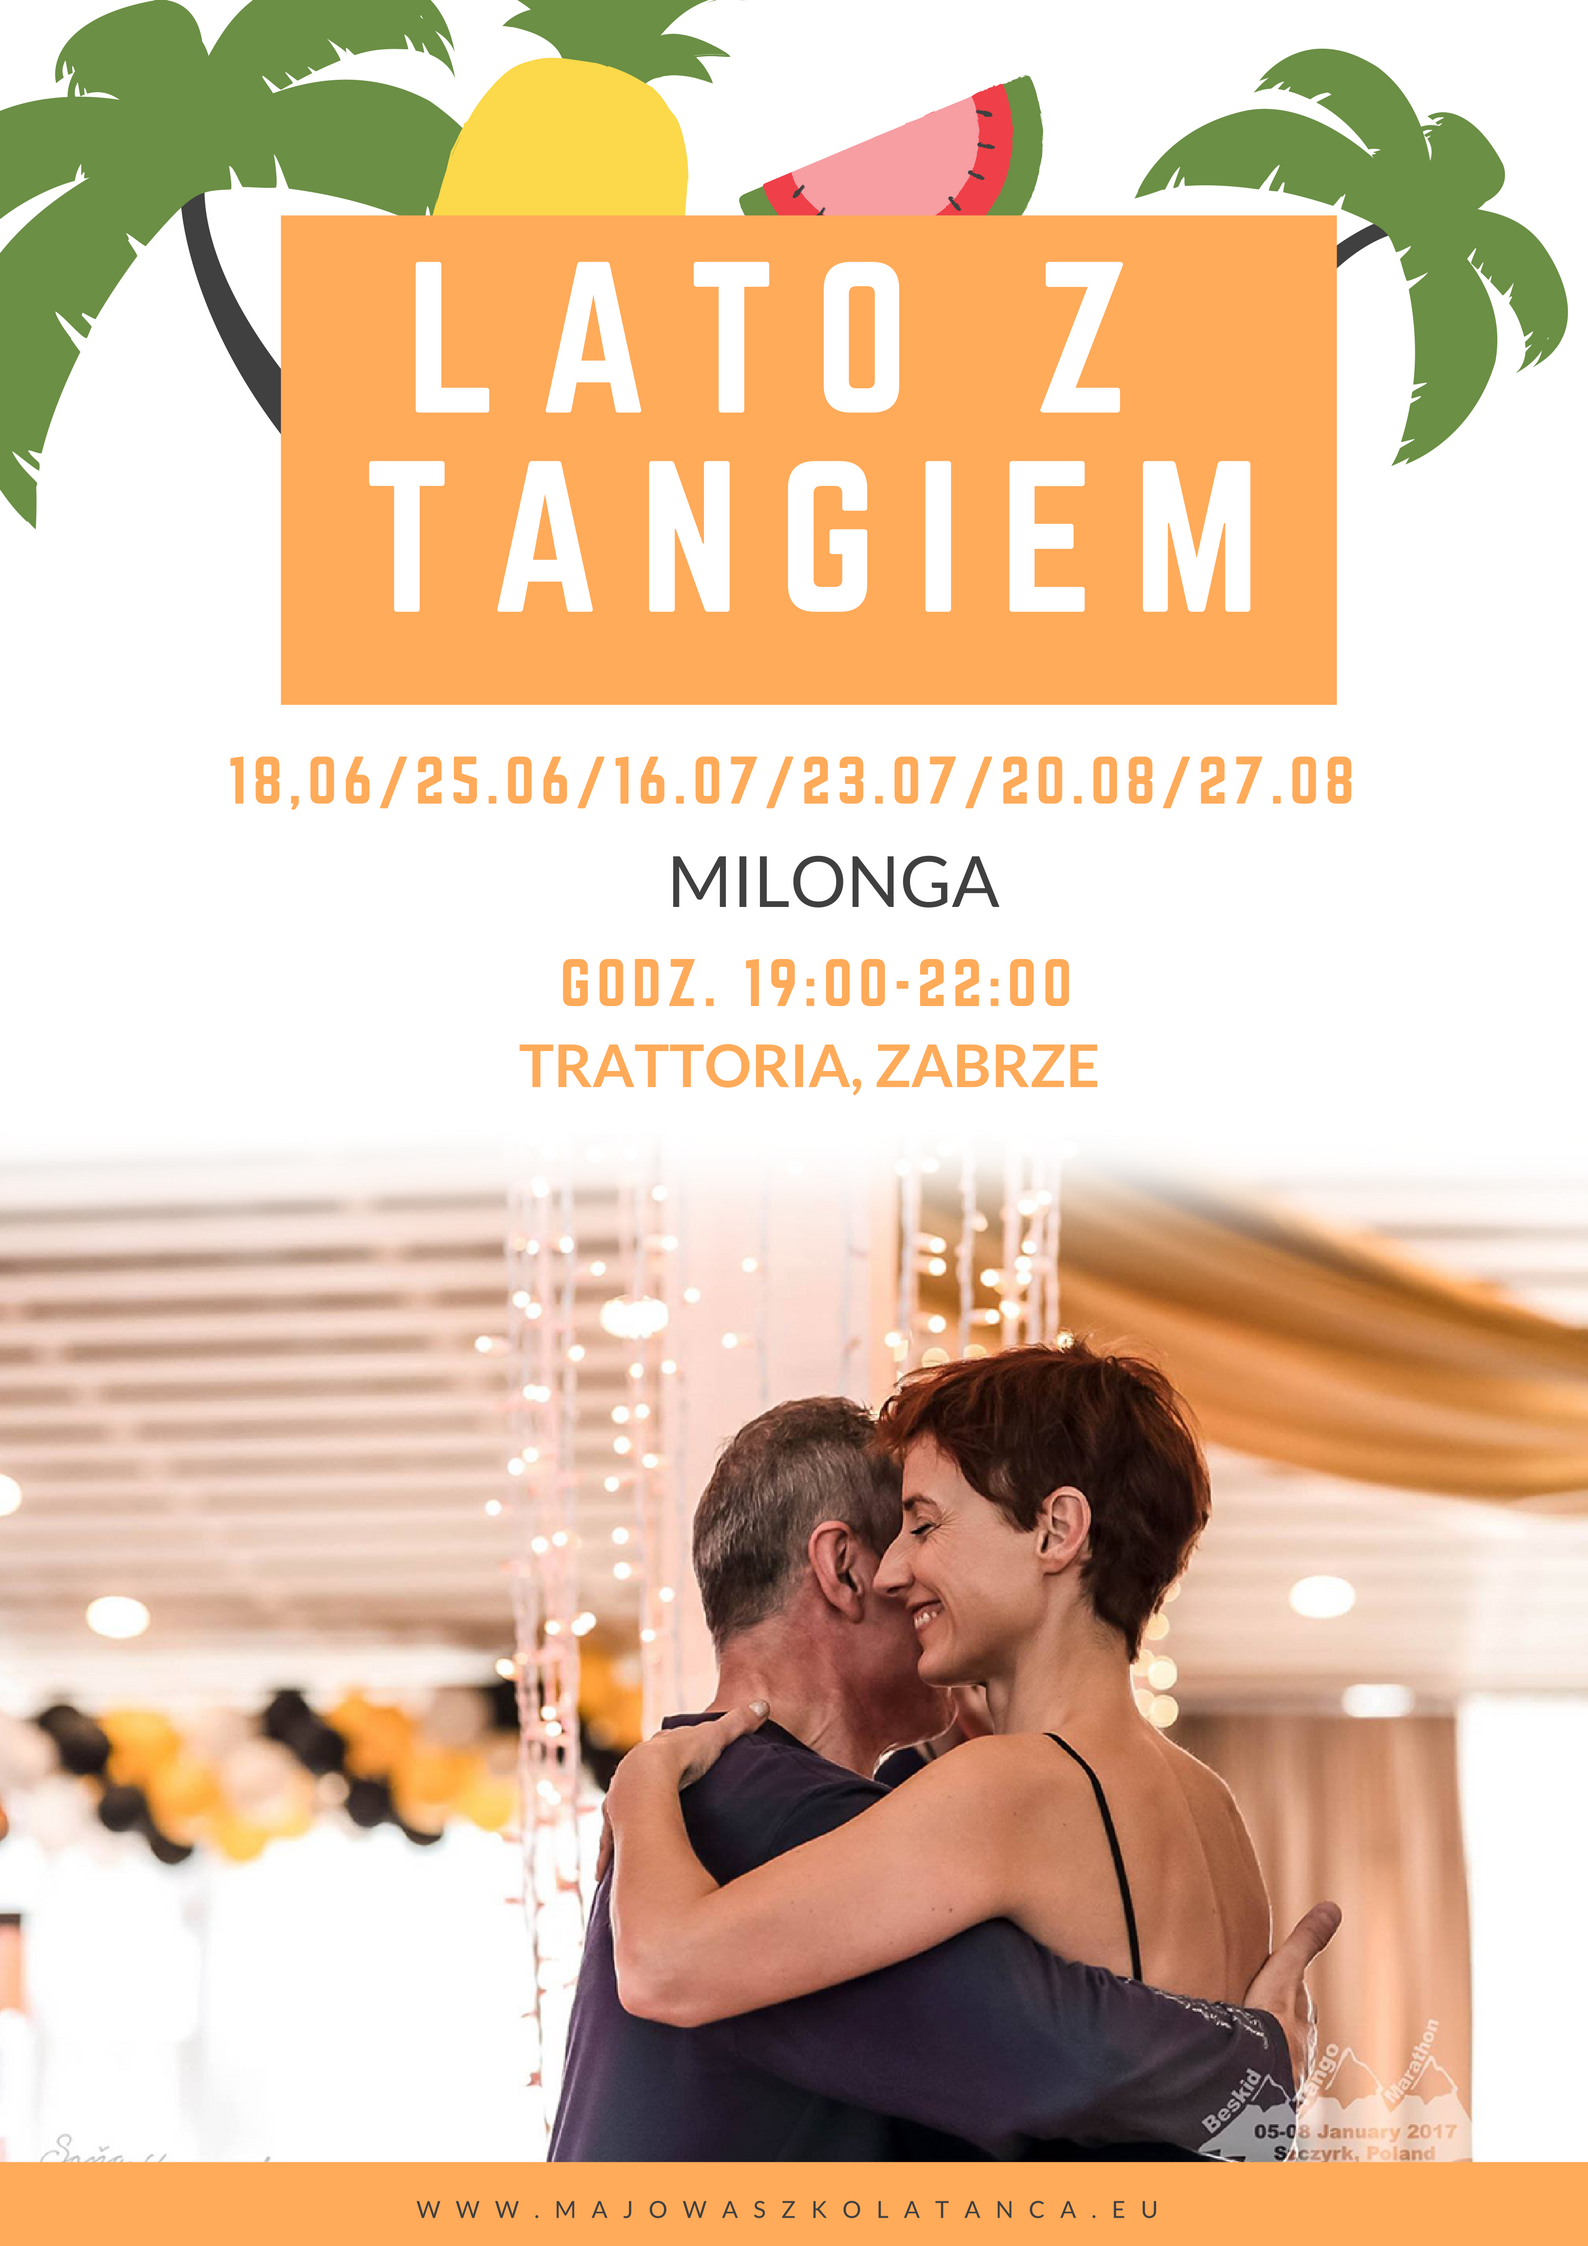 LATO Z
TANGIEM
18,06/25.06/16.07/23.07/20.08/27.08
MILONGA
GODZ. 19:00-22:00
TRATTORIA, ZABRZE
Beskid Tango Marathon
05-08 January 2017
Szczyrk, Poland
WWW.MAJOWASZKOLATANCA.EU